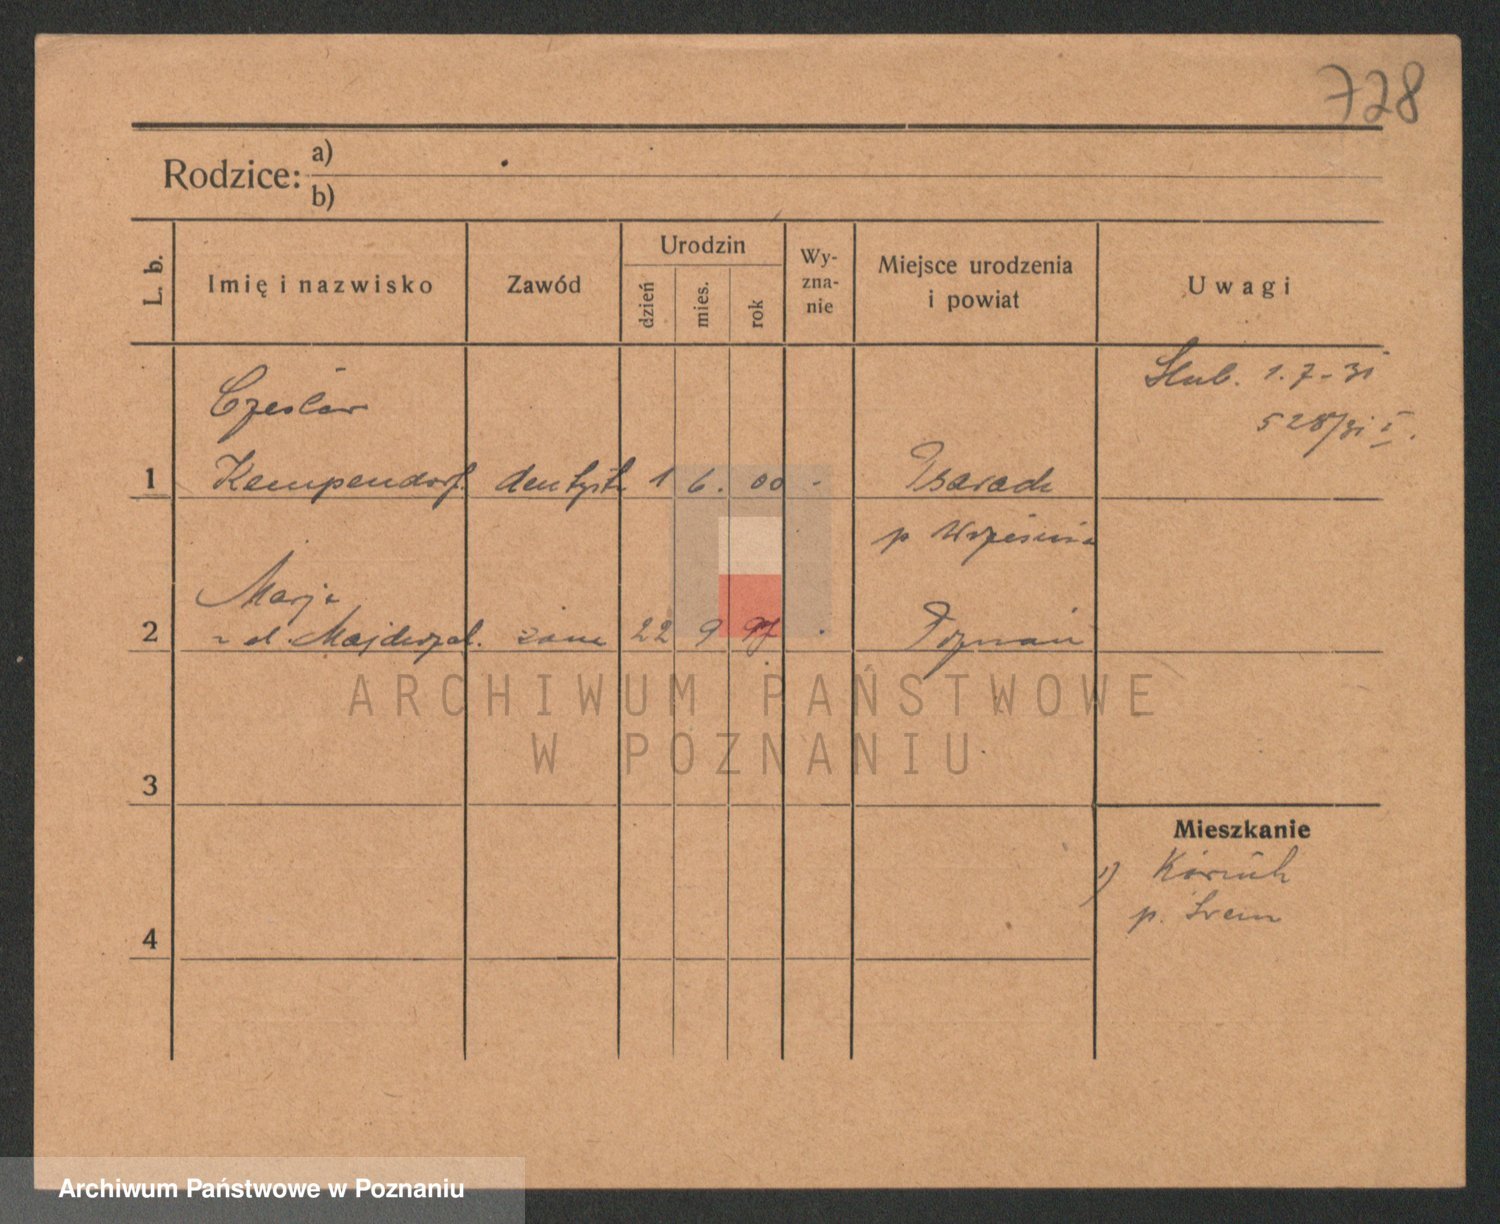 728
Rodzice: a)
b)
L. b.
Imię i nazwisko
Zawód
Urodzin
dzień
mies.
rok
Wy-
zna-
nie
Miejsce urodzenia
i powiat
Uwagi
Czesław
1 Kempendorf dentysta 1 6. 00 -
p Września
Ślub. 1.7-31
528/31
Marja
2 żona 22 9 97 .
Poznań
3
4
Mieszkanie
1) Kórnik
p. Śrem
ARCHIWUM PAŃSTWOWE
W POZNANIU
Archiwum Państwowe w Poznaniu